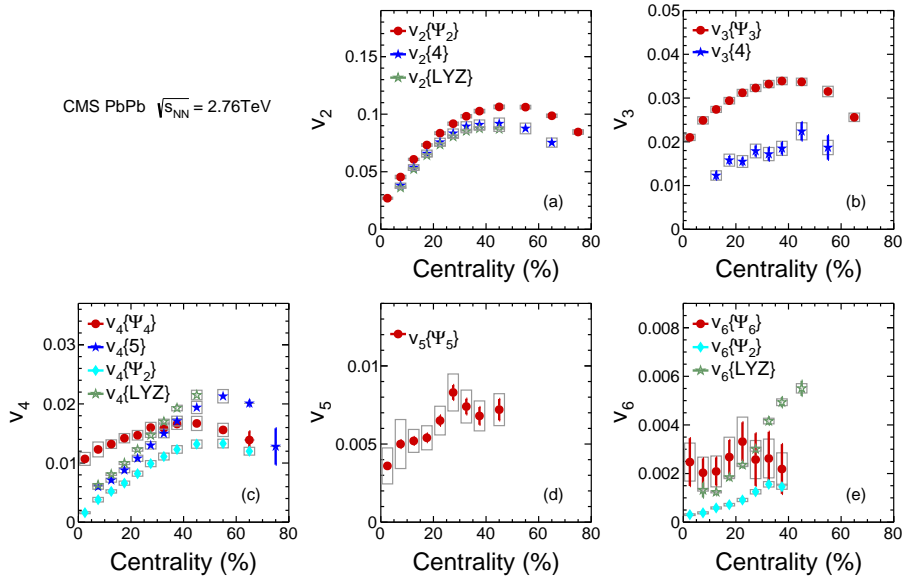 CMS PbPb √s_NN = 2.76TeV
v₂{Ψ₂}
v₂{4}
v₂{LYZ}
0.15
0.1
0.05
0
v₂
(a)
0 20 40 60 80
Centrality (%)
v₃{Ψ₃}
v₃{4}
0.05
0.04
0.03
0.02
0.01
v₃
(b)
0 20 40 60 80
Centrality (%)
v₄{Ψ₄}
v₄{5}
v₄{Ψ₂}
v₄{LYZ}
0.03
0.02
0.01
0
v₄
(c)
0 20 40 60 80
Centrality (%)
v₅{Ψ₅}
0.01
0.005
0
v₅
(d)
0 20 40 60 80
Centrality (%)
v₆{Ψ₆}
v₆{Ψ₂}
v₆{LYZ}
0.008
0.006
0.004
0.002
0
v₆
(e)
0 20 40 60 80
Centrality (%)